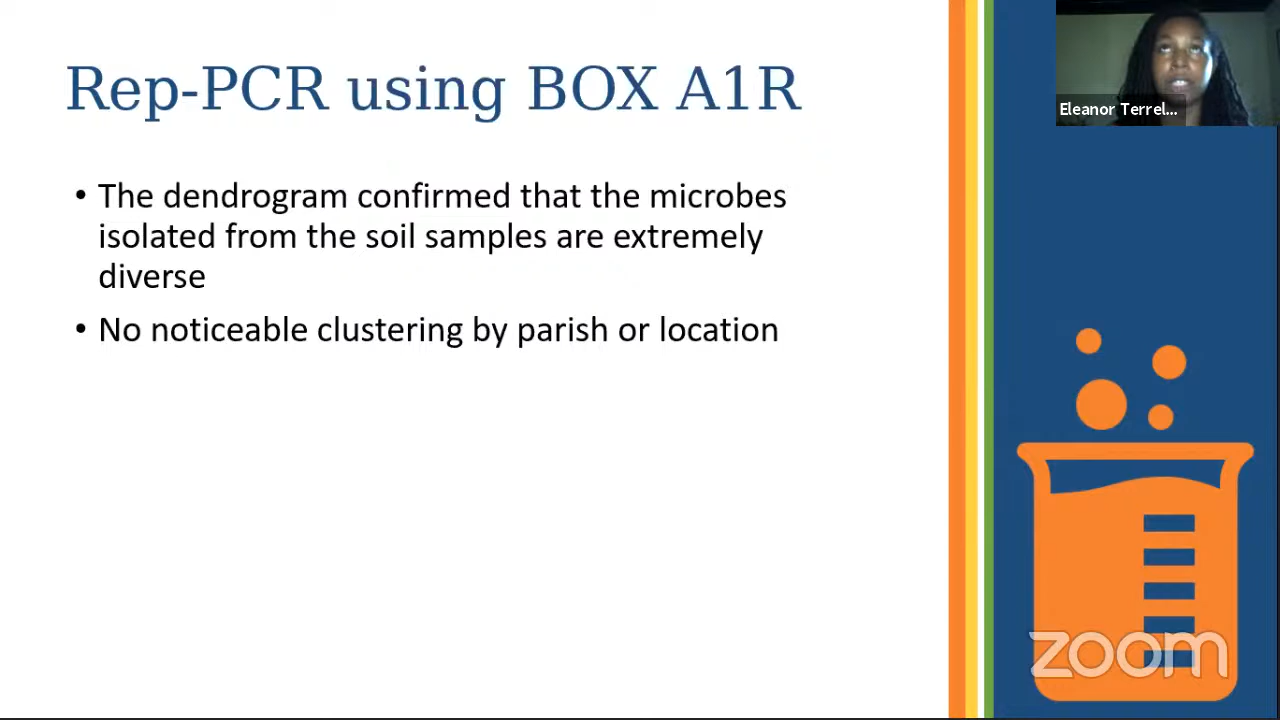 Rep-PCR using BOX A1R
Eleanor Terrel...
• The dendrogram confirmed that the microbes
isolated from the soil samples are extremely
diverse
• No noticeable clustering by parish or location
zoom